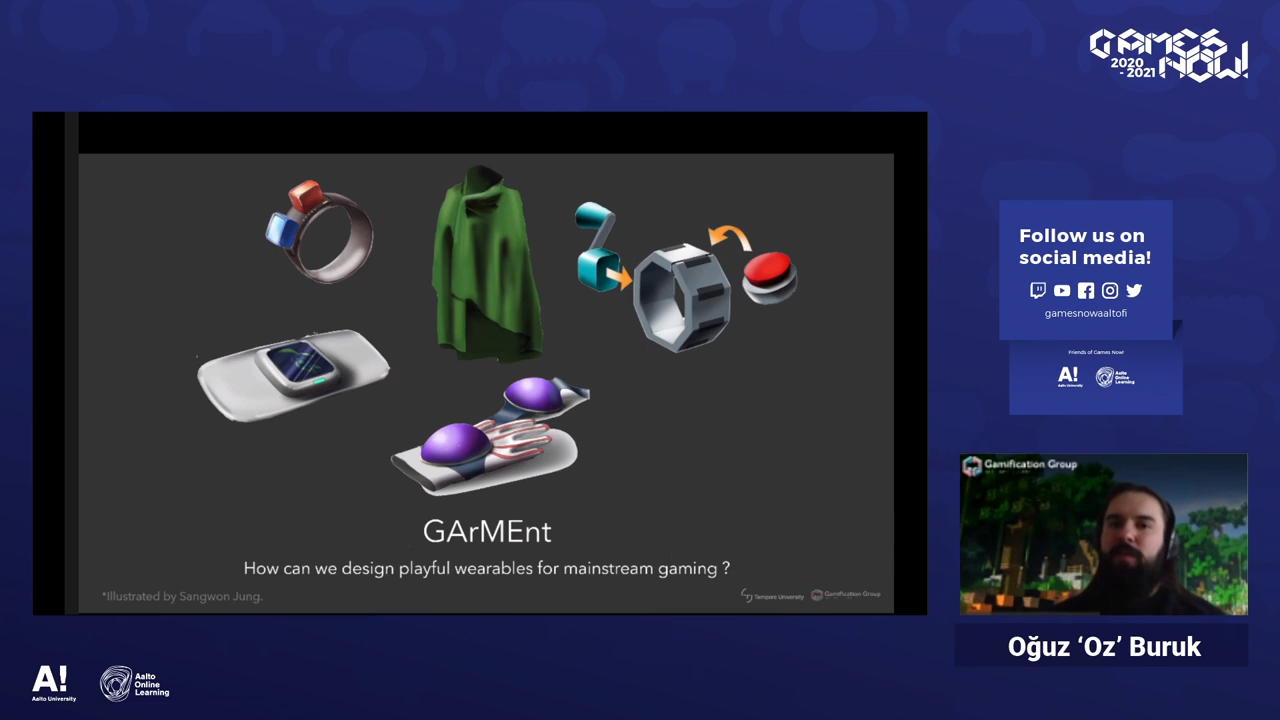 GAMES
2020
- 2021 NOW!
Follow us on
social media!
gamesnowaaltofi
Friends of Games Now!
A!
Aalto University
Aalto
Online
Learning
GArMEnt
How can we design playful wearables for mainstream gaming ?
*Illustrated by Sangwon Jung.
Tampere University
Gamification Group
Gamification Group
Oğuz ‘Oz’ Buruk
A!
Aalto University
Aalto
Online
Learning